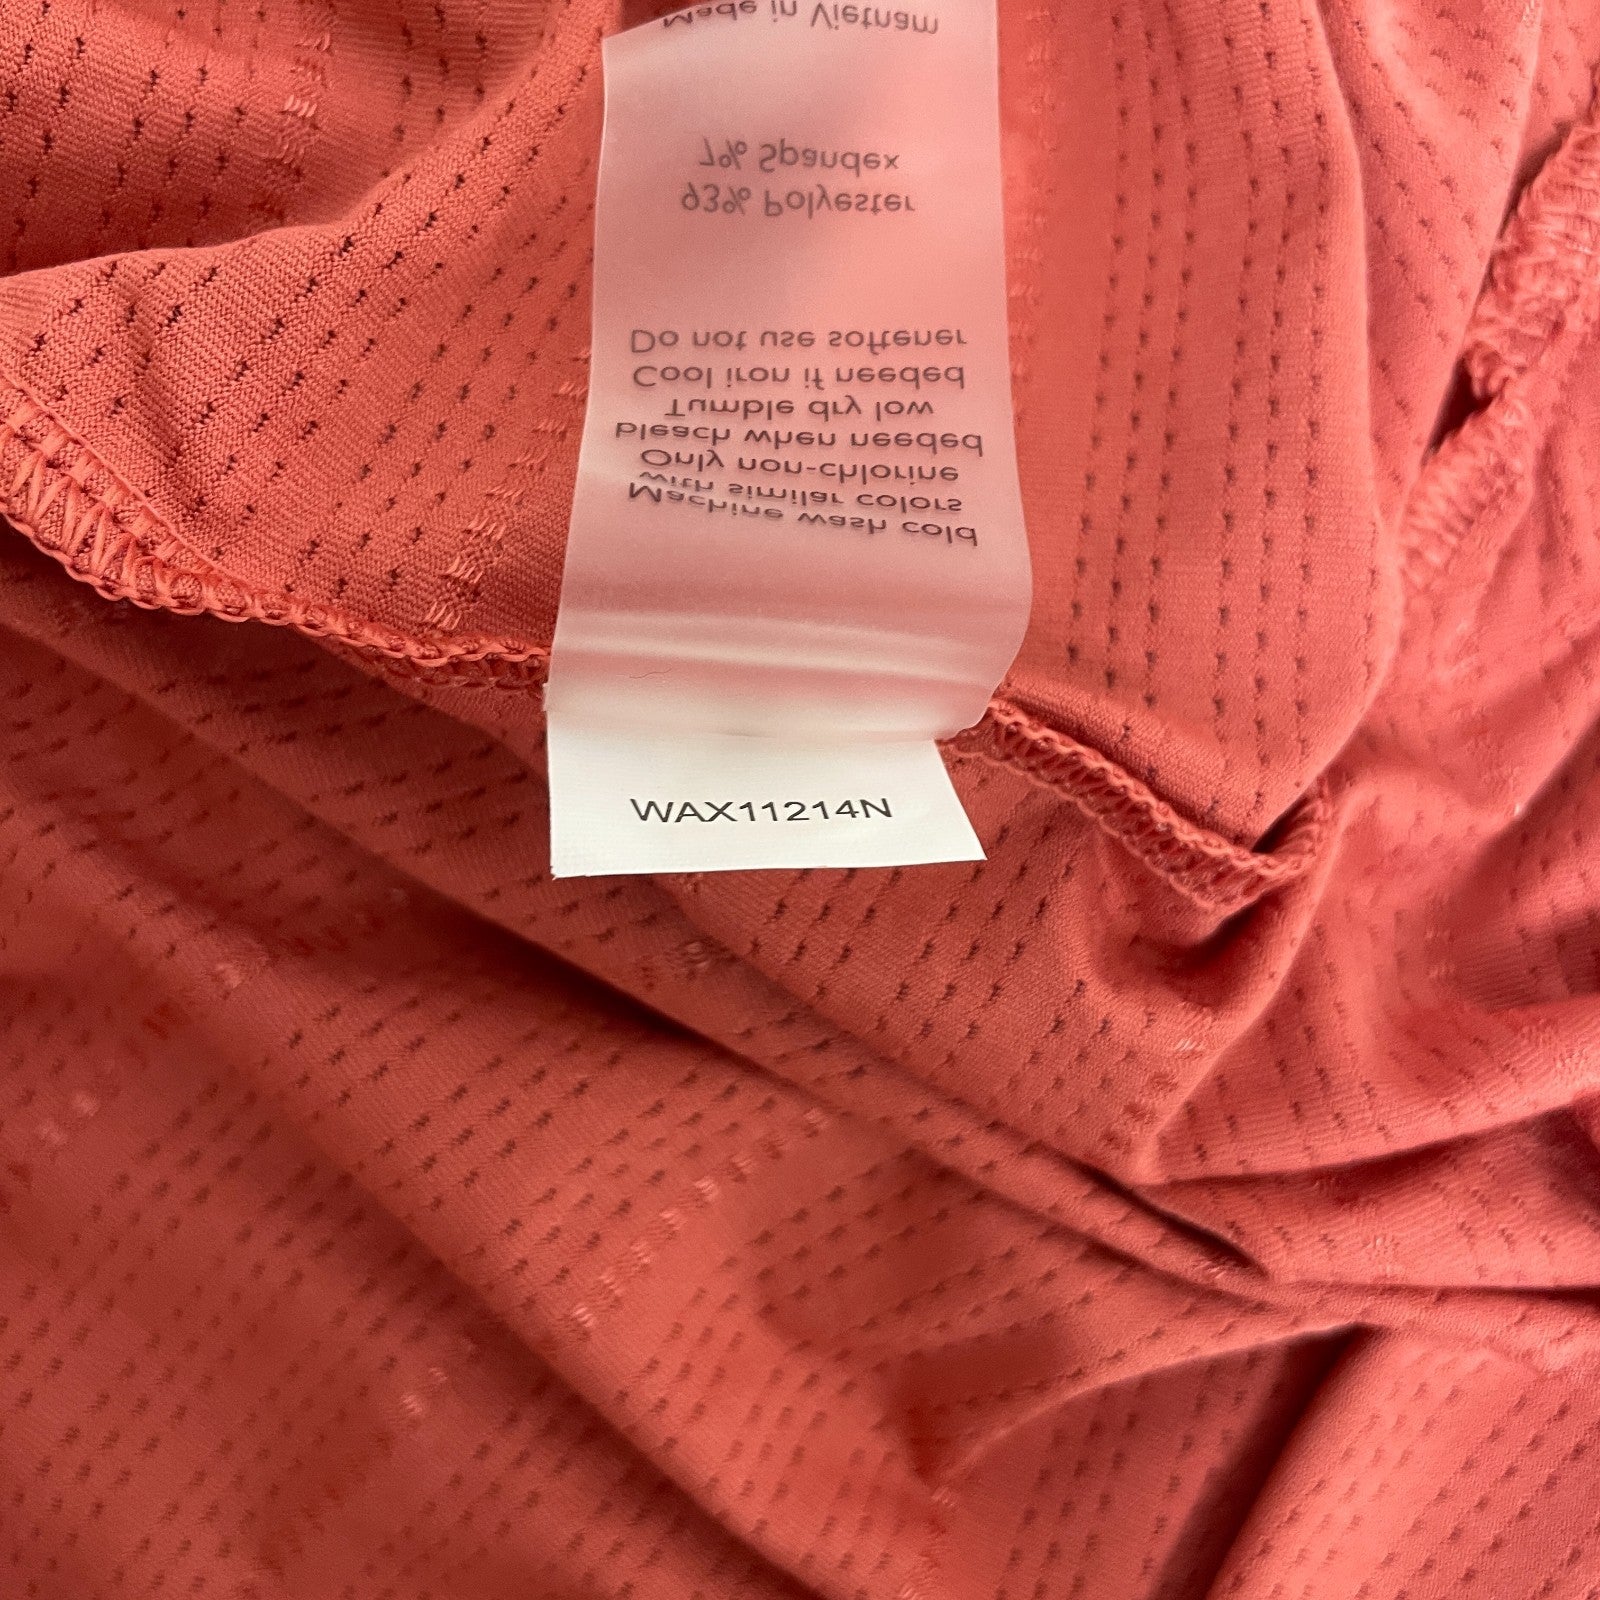 Machine wash cold
with similar colors
Only non-chlorine
bleach when needed
Tumble dry low
Cool iron if needed
Do not use softener
93% Polyester
7% Spandex
Made in Vietnam
WAX11214N